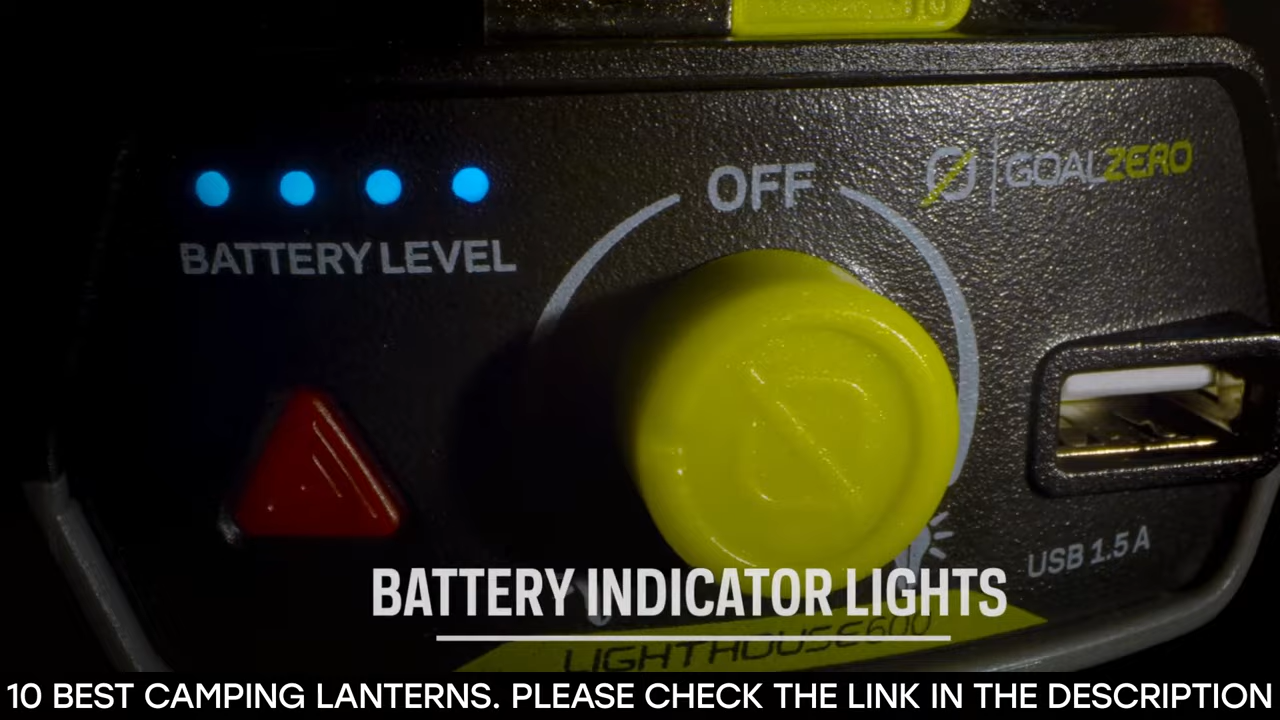 OFF
GOALZERO
BATTERY LEVEL
USB 1.5 A
BATTERY INDICATOR LIGHTS
LIGHTHOUSE600
10 BEST CAMPING LANTERNS. PLEASE CHECK THE LINK IN THE DESCRIPTION